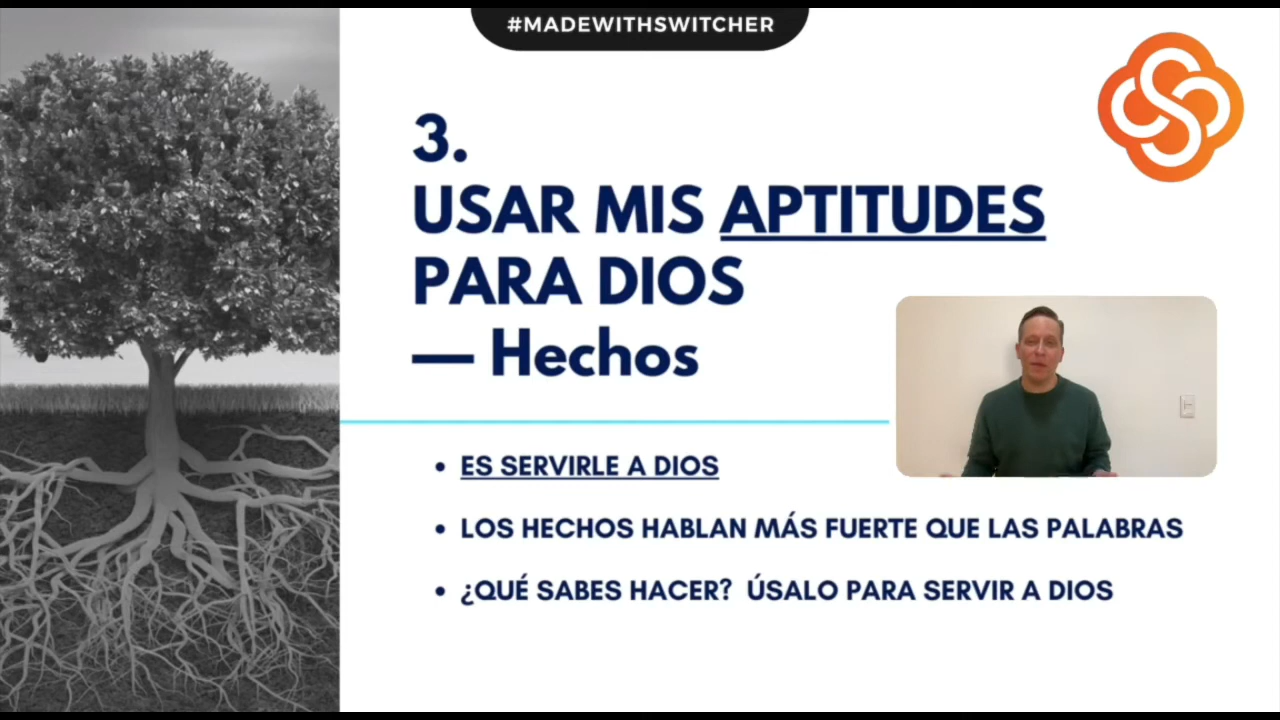 #MADEWITHSWITCHER
3.
USAR MIS APTITUDES
PARA DIOS
— Hechos
• ES SERVIRLE A DIOS
• LOS HECHOS HABLAN MÁS FUERTE QUE LAS PALABRAS
• ¿QUÉ SABES HACER?  ÚSALO PARA SERVIR A DIOS